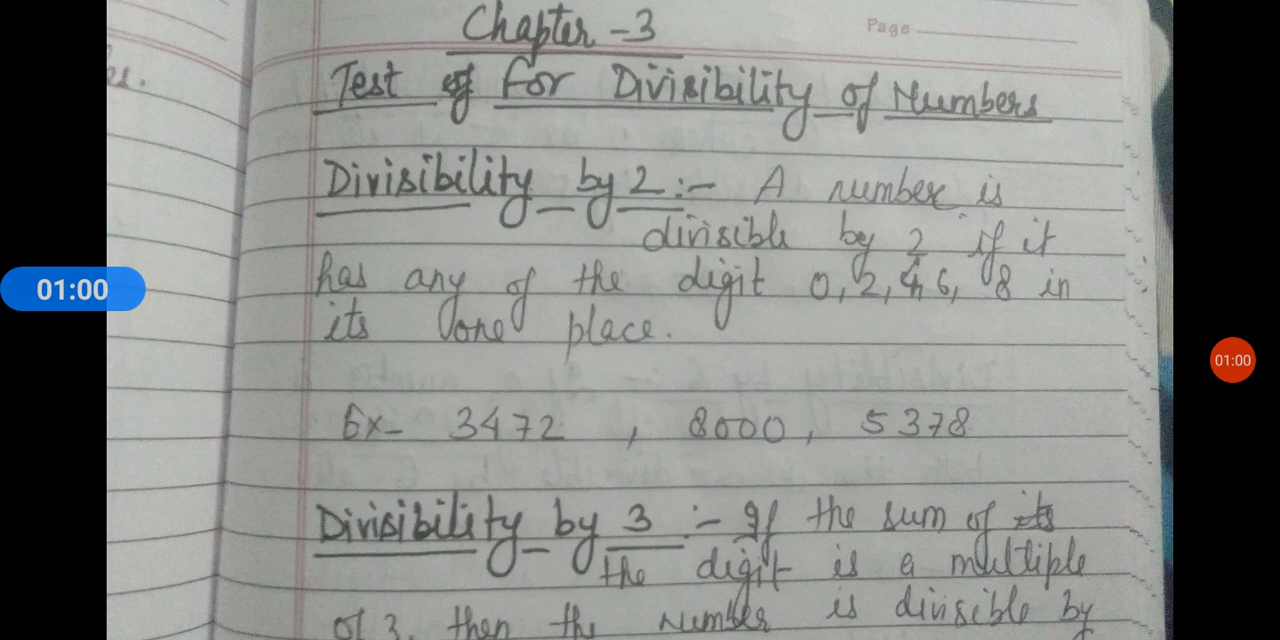 Chapter -3
Page
es.
Test of for Divisibility of Numbers
Divisibility by 2 :- A number is
divisible by 2 if it
has any of the digit 0, 2, 4, 6, 8 in
its one place.
01:00
01:00
Ex- 3472 , 8000, 5378
Divisibility by 3 :- If the sum of its
the digit is a multiple
of 3, then the number is divisible by